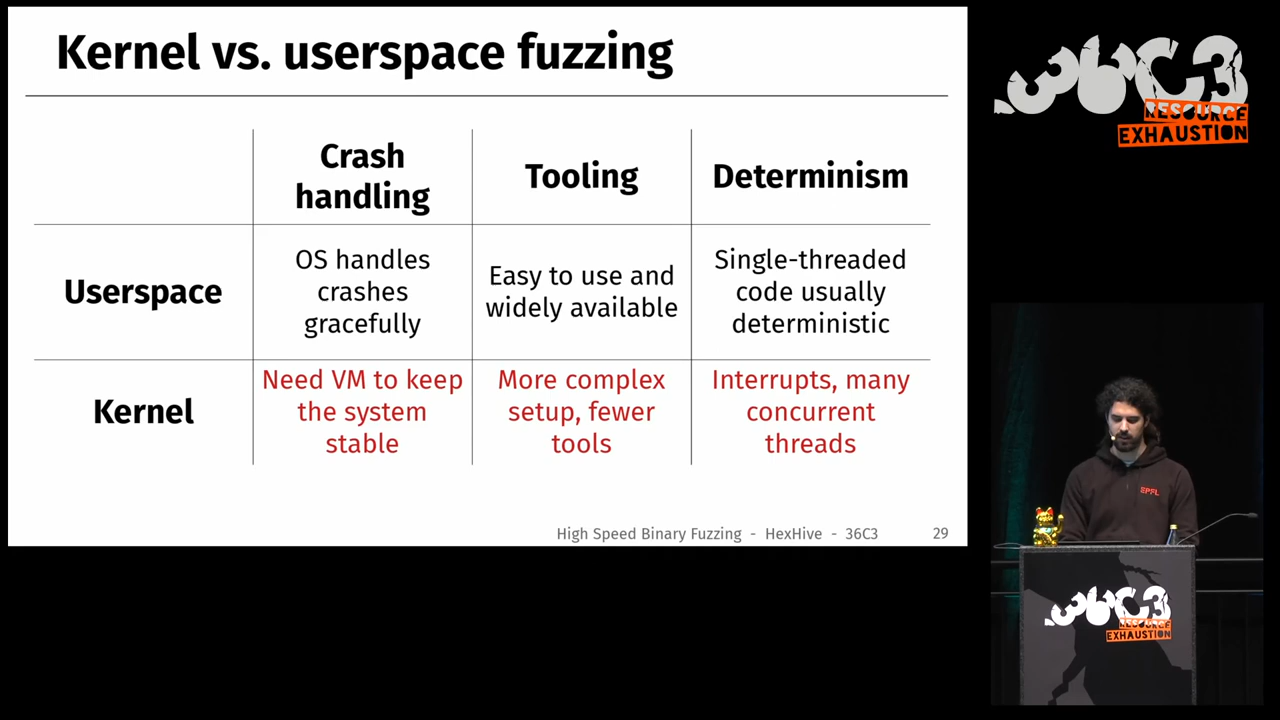 Kernel vs. userspace fuzzing
Crash
handling
Tooling
Determinism
Userspace
OS handles
crashes
gracefully
Easy to use and
widely available
Single-threaded
code usually
deterministic
Kernel
Need VM to keep
the system
stable
More complex
setup, fewer
tools
Interrupts, many
concurrent
threads
High Speed Binary Fuzzing - HexHive - 36C3
29
36C3
RESOURCE
EXHAUSTION
EPFL
36C3
RESOURCE
EXHAUSTION